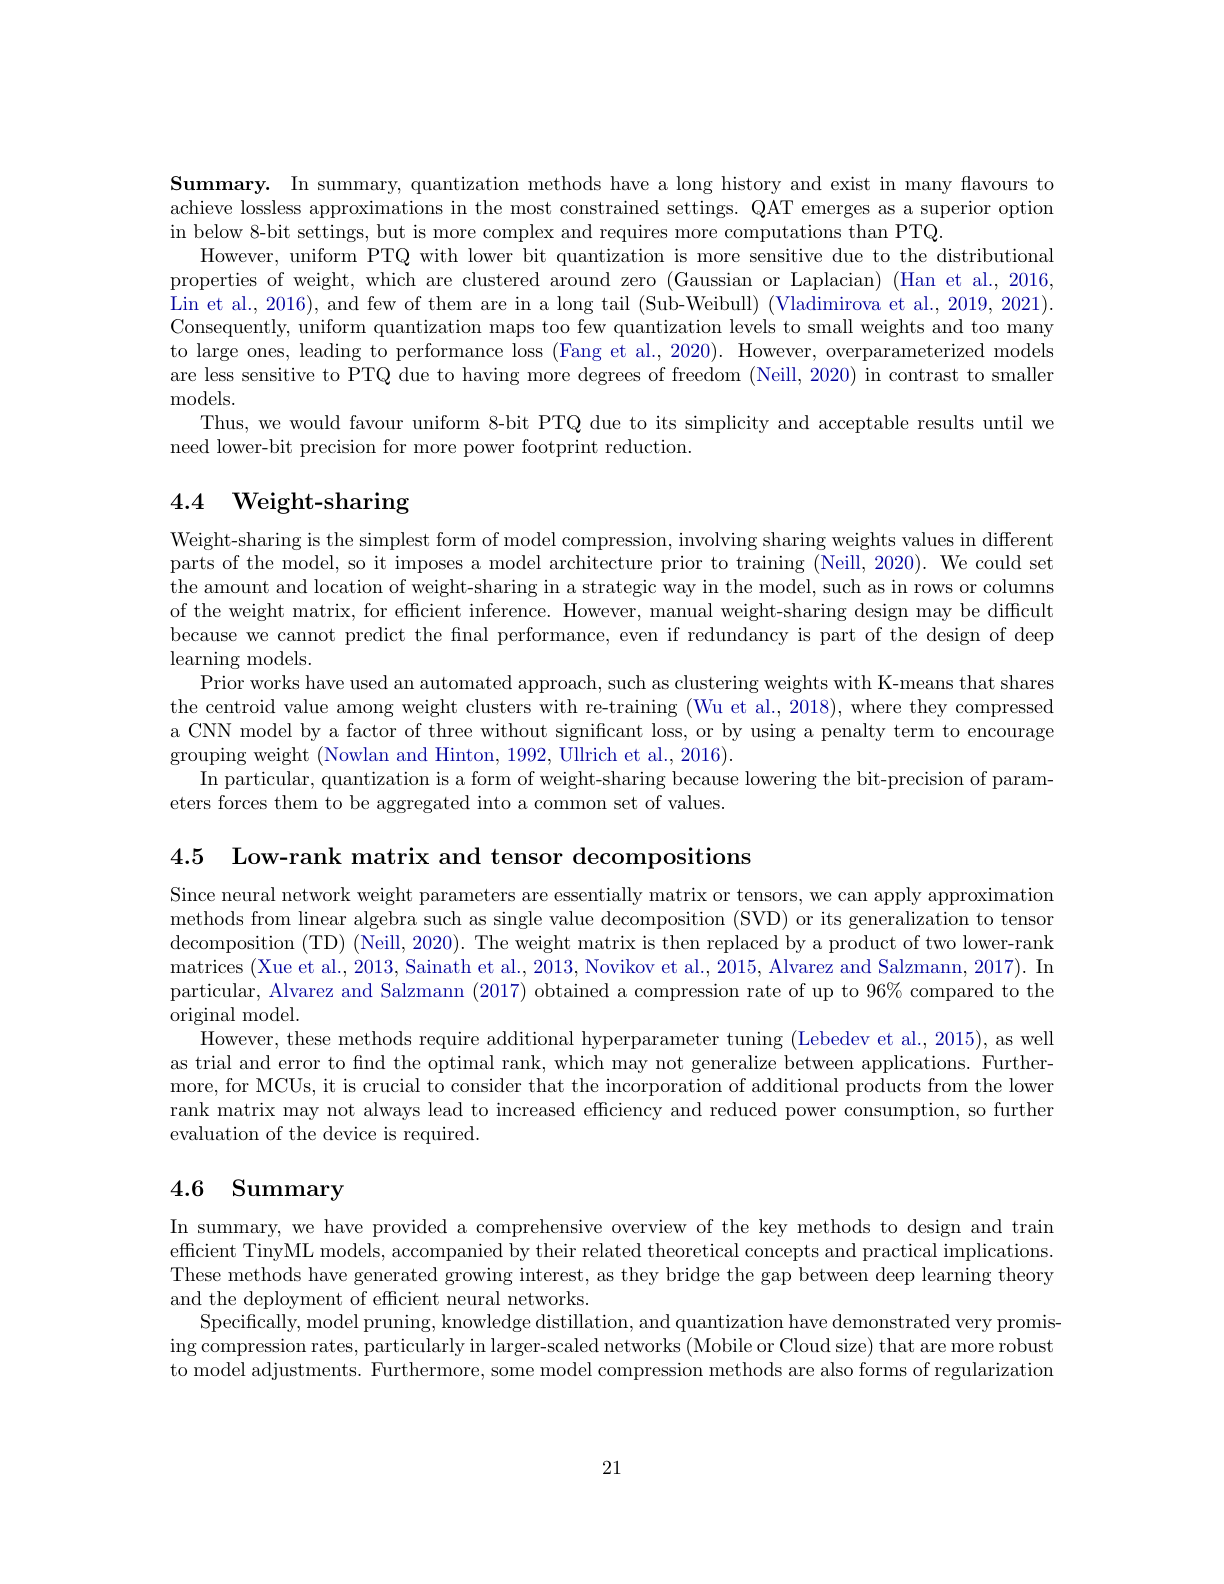 Summary. In summary, quantization methods have a long history and exist in many flavours to
achieve lossless approximations in the most constrained settings. QAT emerges as a superior option
in below 8-bit settings, but is more complex and requires more computations than PTQ.
However, uniform PTQ with lower bit quantization is more sensitive due to the distributional
properties of weight, which are clustered around zero (Gaussian or Laplacian) (Han et al., 2016,
Lin et al., 2016), and few of them are in a long tail (Sub-Weibull) (Vladimirova et al., 2019, 2021).
Consequently, uniform quantization maps too few quantization levels to small weights and too many
to large ones, leading to performance loss (Fang et al., 2020). However, overparameterized models
are less sensitive to PTQ due to having more degrees of freedom (Neill, 2020) in contrast to smaller
models.
Thus, we would favour uniform 8-bit PTQ due to its simplicity and acceptable results until we
need lower-bit precision for more power footprint reduction.
4.4 Weight-sharing
Weight-sharing is the simplest form of model compression, involving sharing weights values in different
parts of the model, so it imposes a model architecture prior to training (Neill, 2020). We could set
the amount and location of weight-sharing in a strategic way in the model, such as in rows or columns
of the weight matrix, for efficient inference. However, manual weight-sharing design may be difficult
because we cannot predict the final performance, even if redundancy is part of the design of deep
learning models.
Prior works have used an automated approach, such as clustering weights with K-means that shares
the centroid value among weight clusters with re-training (Wu et al., 2018), where they compressed
a CNN model by a factor of three without significant loss, or by using a penalty term to encourage
grouping weight (Nowlan and Hinton, 1992, Ullrich et al., 2016).
In particular, quantization is a form of weight-sharing because lowering the bit-precision of param-
eters forces them to be aggregated into a common set of values.
4.5 Low-rank matrix and tensor decompositions
Since neural network weight parameters are essentially matrix or tensors, we can apply approximation
methods from linear algebra such as single value decomposition (SVD) or its generalization to tensor
decomposition (TD) (Neill, 2020). The weight matrix is then replaced by a product of two lower-rank
matrices (Xue et al., 2013, Sainath et al., 2013, Novikov et al., 2015, Alvarez and Salzmann, 2017). In
particular, Alvarez and Salzmann (2017) obtained a compression rate of up to 96% compared to the
original model.
However, these methods require additional hyperparameter tuning (Lebedev et al., 2015), as well
as trial and error to find the optimal rank, which may not generalize between applications. Further-
more, for MCUs, it is crucial to consider that the incorporation of additional products from the lower
rank matrix may not always lead to increased efficiency and reduced power consumption, so further
evaluation of the device is required.
4.6 Summary
In summary, we have provided a comprehensive overview of the key methods to design and train
efficient TinyML models, accompanied by their related theoretical concepts and practical implications.
These methods have generated growing interest, as they bridge the gap between deep learning theory
and the deployment of efficient neural networks.
Specifically, model pruning, knowledge distillation, and quantization have demonstrated very promis-
ing compression rates, particularly in larger-scaled networks (Mobile or Cloud size) that are more robust
to model adjustments. Furthermore, some model compression methods are also forms of regularization
21